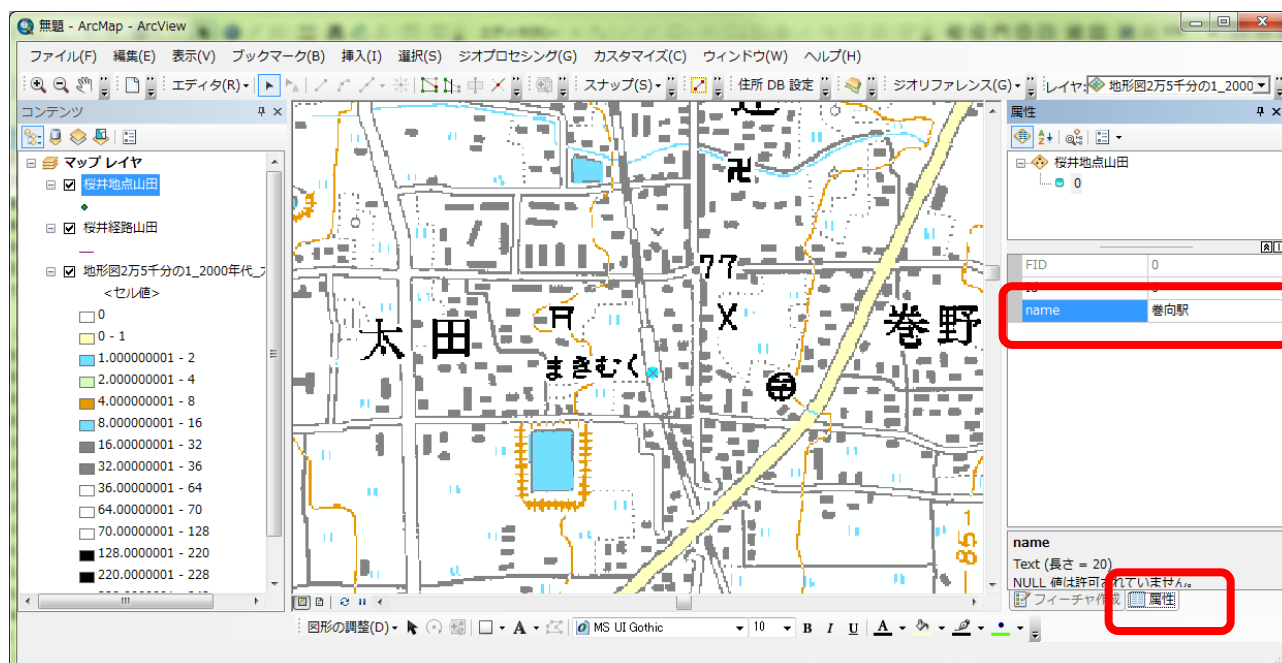 無題 - ArcMap - ArcView
ファイル(F) 編集(E) 表示(V) ブックマーク(B) 挿入(I) 選択(S) ジオプロセシング(G) カスタマイズ(C) ウィンドウ(W) ヘルプ(H)
エディタ(R) スナップ(S) 住所 DB 設定 ジオリファレンス(G) レイヤ: 地形図2万5千分の1_2000
コンテンツ
マップ レイヤ
桜井地点山田
桜井経路山田
地形図2万5千分の1_2000年代_
<セル値>
0
0 - 1
1.000000001 - 2
2.000000001 - 4
4.000000001 - 8
8.000000001 - 16
16.00000001 - 32
32.00000001 - 36
36.00000001 - 64
64.00000001 - 70
70.00000001 - 128
128.0000001 - 220
220.0000001 - 228
77
太田
まきむく
巻野
85
属性
桜井地点山田
0
FID 0
name 巻向駅
name
Text (長さ = 20)
NULL 値は許可されていません。
フィーチャ作成 属性
図形の調整(D) A MS UI Gothic 10 B I U A